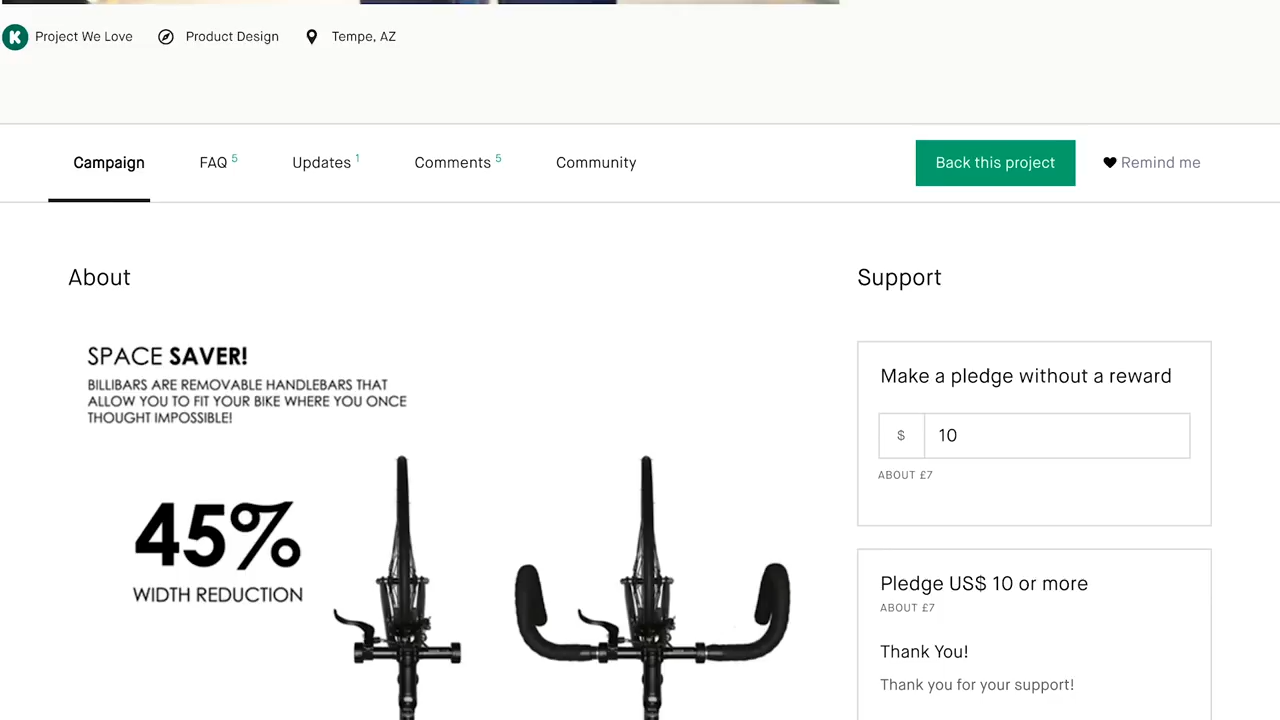 Project We Love
Product Design
Tempe, AZ
Campaign
FAQ 5
Updates 1
Comments 5
Community
Back this project
Remind me
About
Support
SPACE SAVER!
BILLIBARS ARE REMOVABLE HANDLEBARS THAT
ALLOW YOU TO FIT YOUR BIKE WHERE YOU ONCE
THOUGHT IMPOSSIBLE!
45%
WIDTH REDUCTION
Make a pledge without a reward
$ 10
ABOUT £7
Pledge US$ 10 or more
ABOUT £7
Thank You!
Thank you for your support!